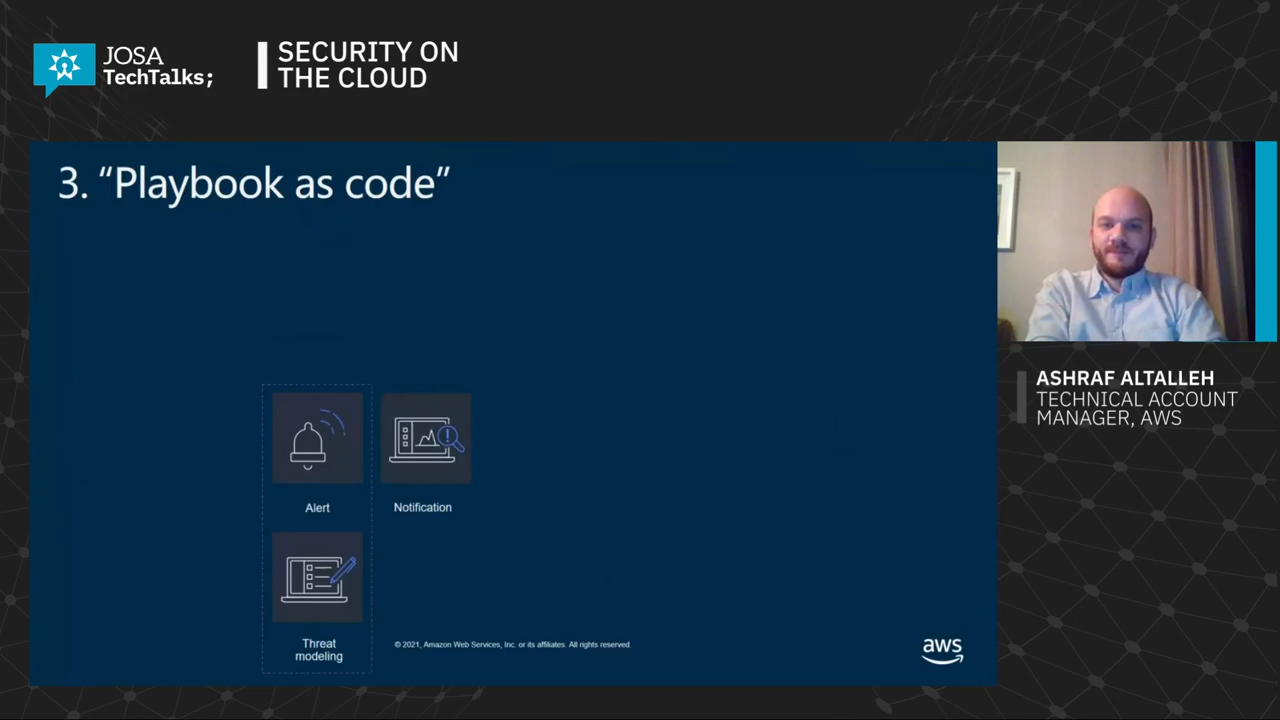 JOSA
TechTalks;
SECURITY ON
THE CLOUD
3. “Playbook as code”
Alert
Notification
Threat
modeling
© 2021, Amazon Web Services, Inc. or its affiliates. All rights reserved.
aws
ASHRAF ALTALLEH
TECHNICAL ACCOUNT
MANAGER, AWS